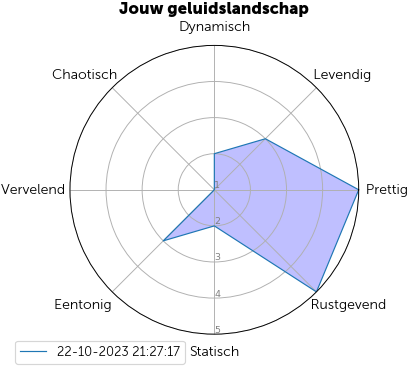 Jouw geluidslandschap
Dynamisch
Chaotisch
Levendig
Vervelend
1
Prettig
2
3
4
Eentonig
Rustgevend
5
22-10-2023 21:27:17
Statisch